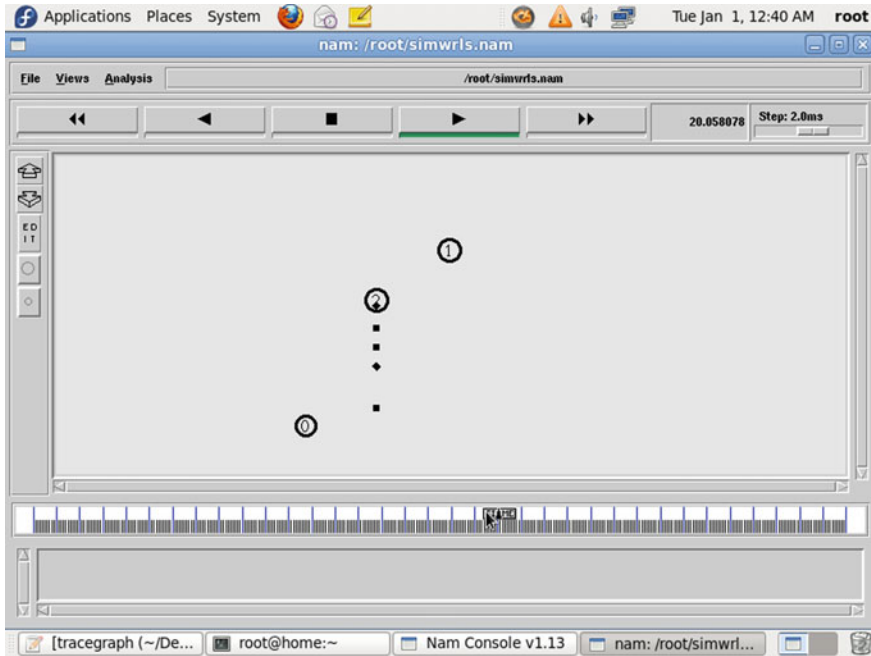 Applications Places System Tue Jan 1, 12:40 AM root
nam: /root/simwrls.nam
File Views Analysis /root/simwrls.nam
20.058078 Step: 2.0ms
ED
IT
1
2
0
TIME
[tracegraph (~/De... root@home:~ Nam Console v1.13 nam: /root/simwrl...